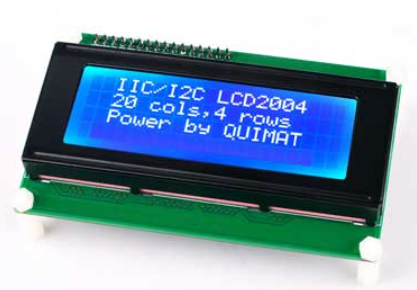 IIC/I2C LCD2004
20 cols,4 rows
Power by QUIMAT